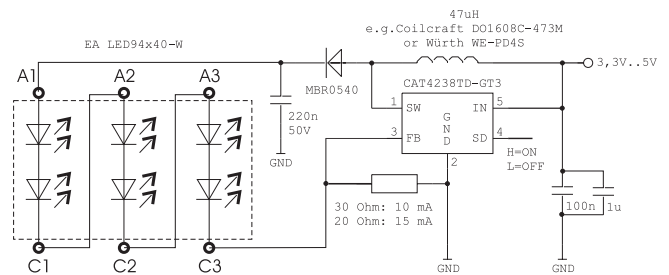 47uH
e.g.Coilcraft DO1608C-473M
or Würth WE-PD4S
EA LED94x40-W
3,3V..5V
A1
A2
A3
MBR0540
CAT4238TD-GT3
220n
50V
GND
1
SW
G
N
D
IN
5
3
FB
SD
4
2
H=ON
L=OFF
30 Ohm: 10 mA
20 Ohm: 15 mA
100n
1u
C1
C2
C3
GND
GND